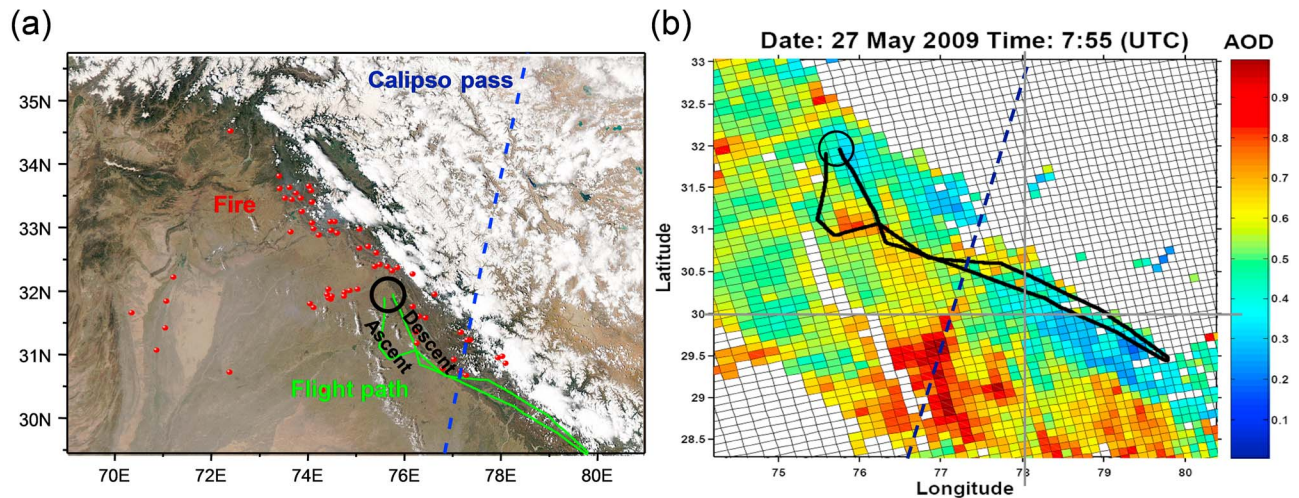 (a)
(b)
Date: 27 May 2009 Time: 7:55 (UTC)
AOD
Calipso pass
Fire
Ascent
Descent
Flight path
35N
34N
33N
32N
31N
30N
70E
72E
74E
76E
78E
80E
Latitude
33
32.5
32
31.5
31
30.5
30
29.5
29
28.5
75
76
77
78
79
80
Longitude
0.9
0.8
0.7
0.6
0.5
0.4
0.3
0.2
0.1